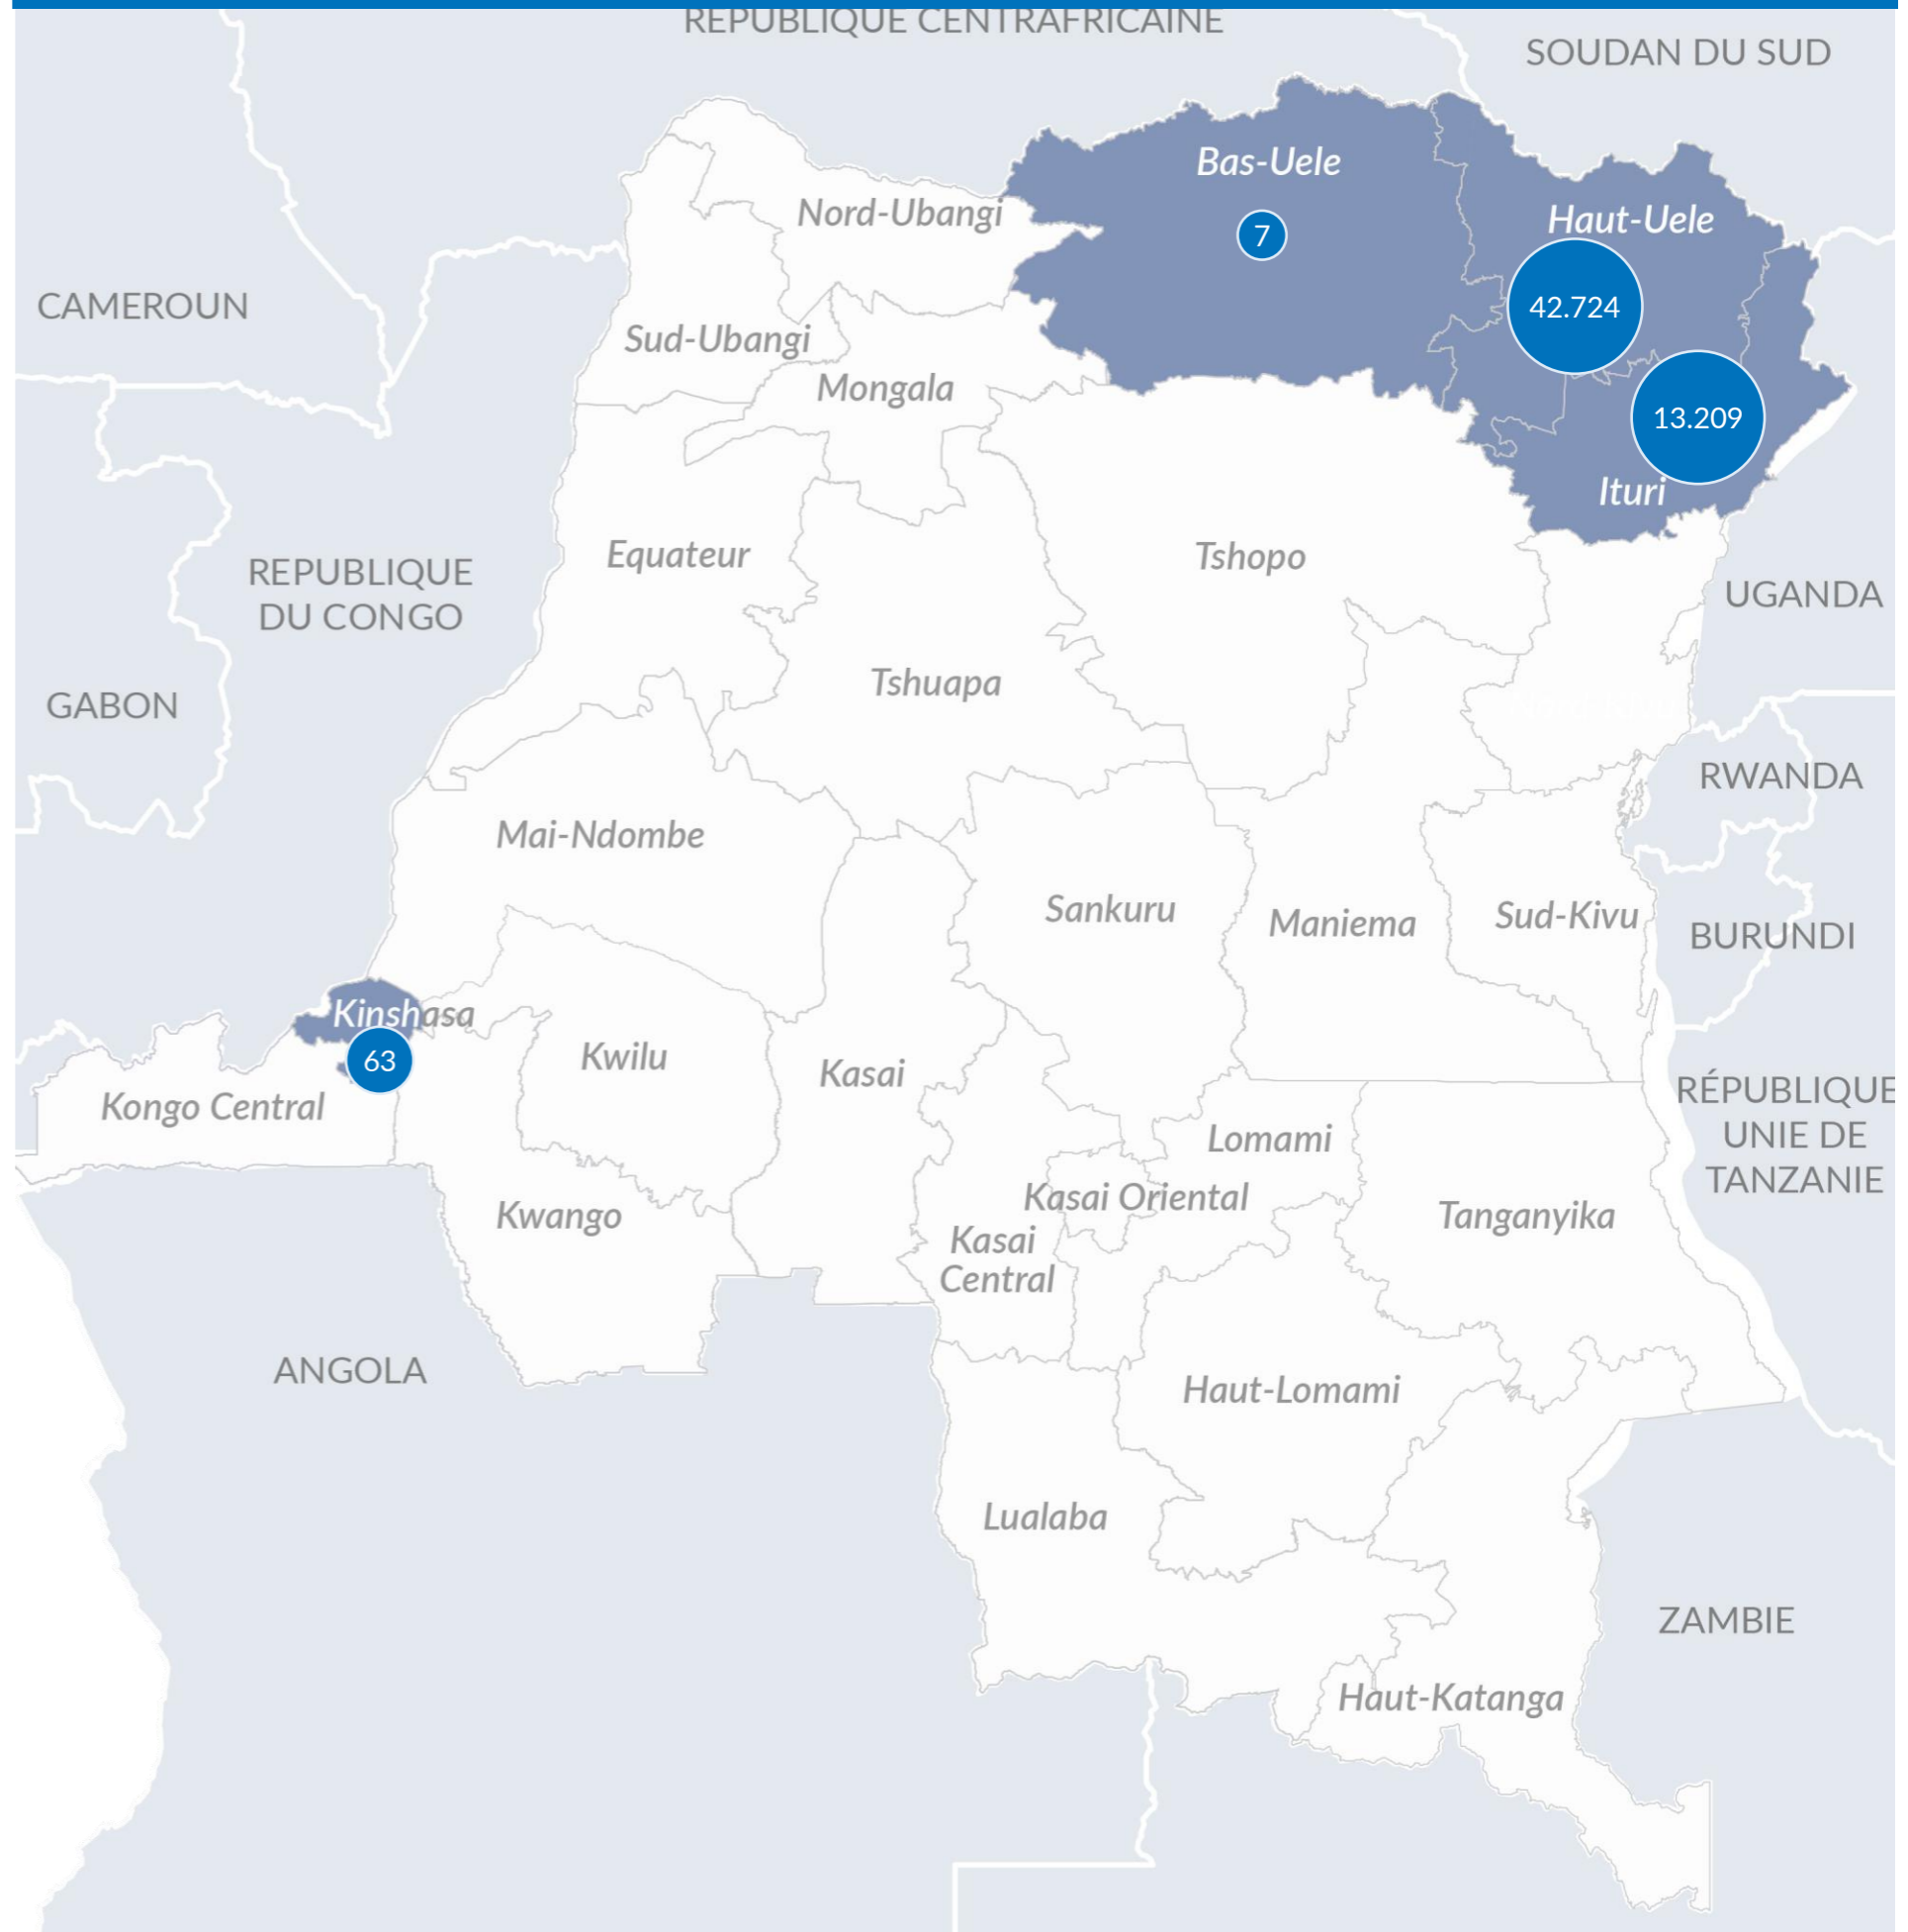 REPUBLIQUE CENTRAFRICAINE
SOUDAN DU SUD
Bas-Uele
Nord-Ubangi
Haut-Uele
7
CAMEROUN
42.724
Sud-Ubangi
Mongala
13.209
Ituri
Equateur
Tshopo
REPUBLIQUE
DU CONGO
UGANDA
Tshuapa
GABON
RWANDA
Mai-Ndombe
Sankuru
Maniema
Sud-Kivu
BURUNDI
Kinshasa
63
Kwilu
Kasai
Kongo Central
RÉPUBLIQUE
UNIE DE
TANZANIE
Lomami
Kasai Oriental
Kwango
Tanganyika
Kasai
Central
ANGOLA
Haut-Lomami
Lualaba
ZAMBIE
Haut-Katanga